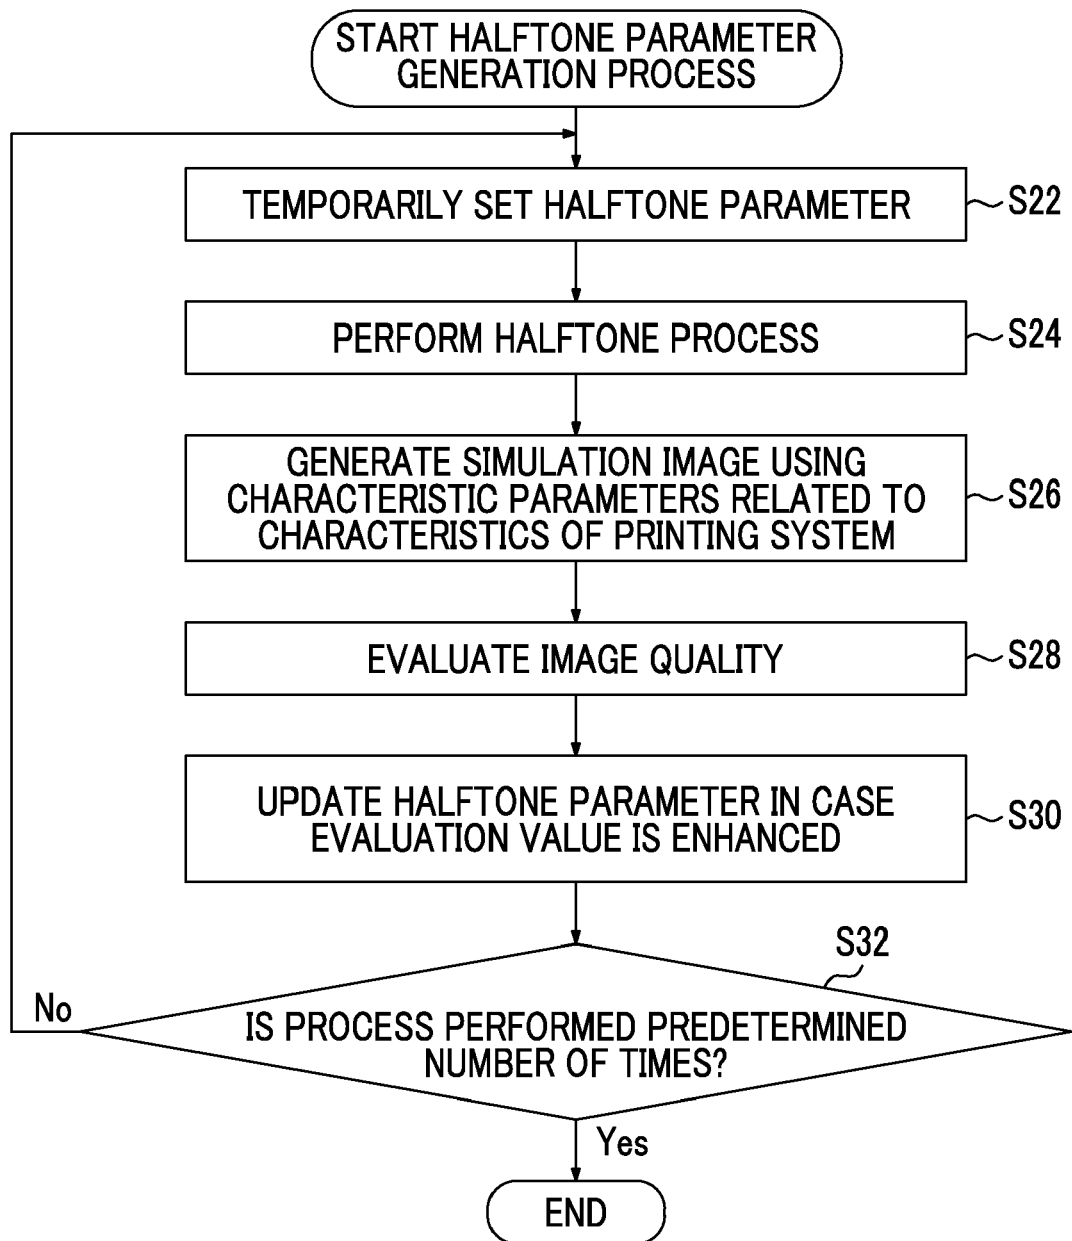 START HALFTONE PARAMETER
GENERATION PROCESS
TEMPORARILY SET HALFTONE PARAMETER
S22
PERFORM HALFTONE PROCESS
S24
GENERATE SIMULATION IMAGE USING
CHARACTERISTIC PARAMETERS RELATED TO
CHARACTERISTICS OF PRINTING SYSTEM
S26
EVALUATE IMAGE QUALITY
S28
UPDATE HALFTONE PARAMETER IN CASE
EVALUATION VALUE IS ENHANCED
S30
S32
No
IS PROCESS PERFORMED PREDETERMINED
NUMBER OF TIMES?
Yes
END